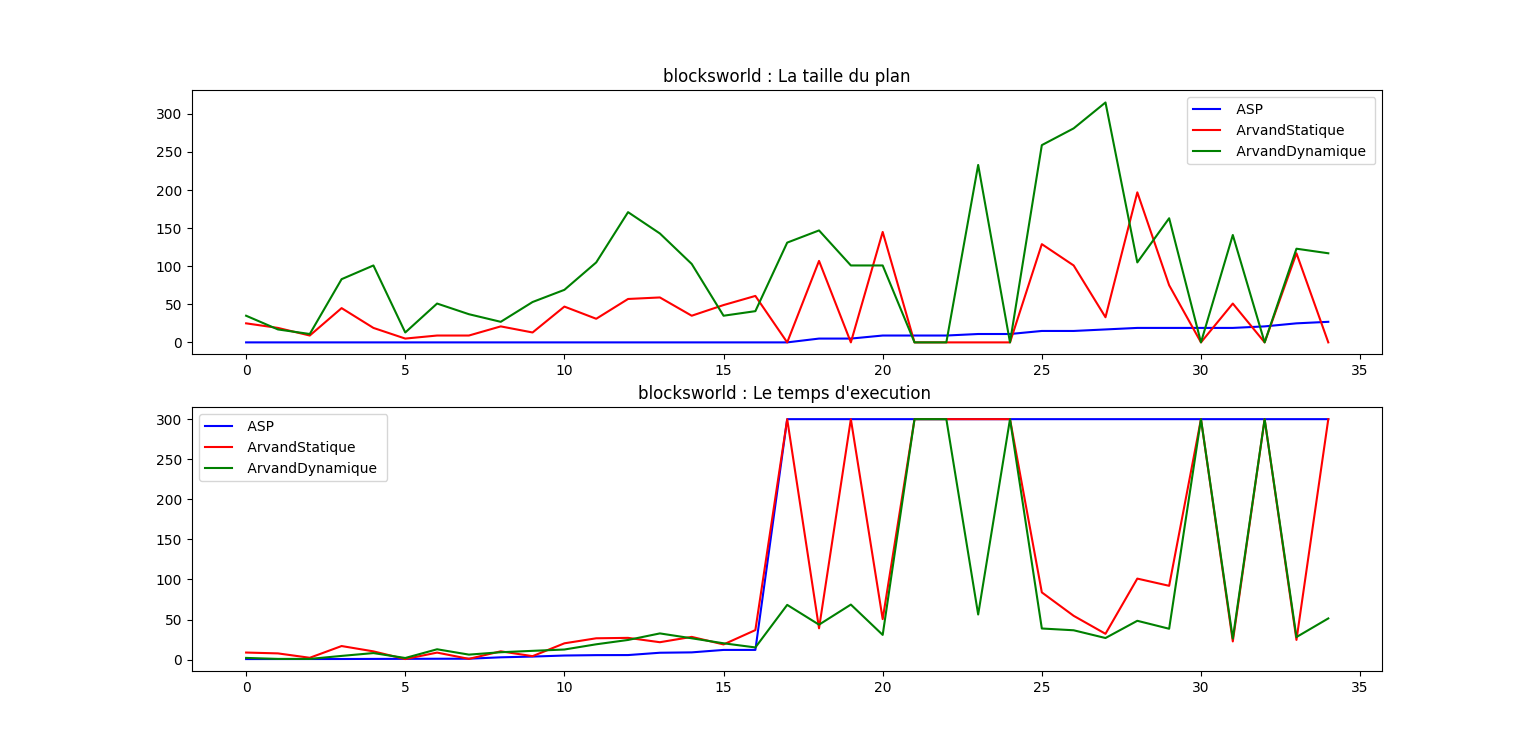 blocksworld : La taille du plan
300
250
200
150
100
50
0
ASP
ArvandStatique
ArvandDynamique
0 5 10 15 20 25 30 35
blocksworld : Le temps d'execution
300
250
200
150
100
50
0
ASP
ArvandStatique
ArvandDynamique
0 5 10 15 20 25 30 35